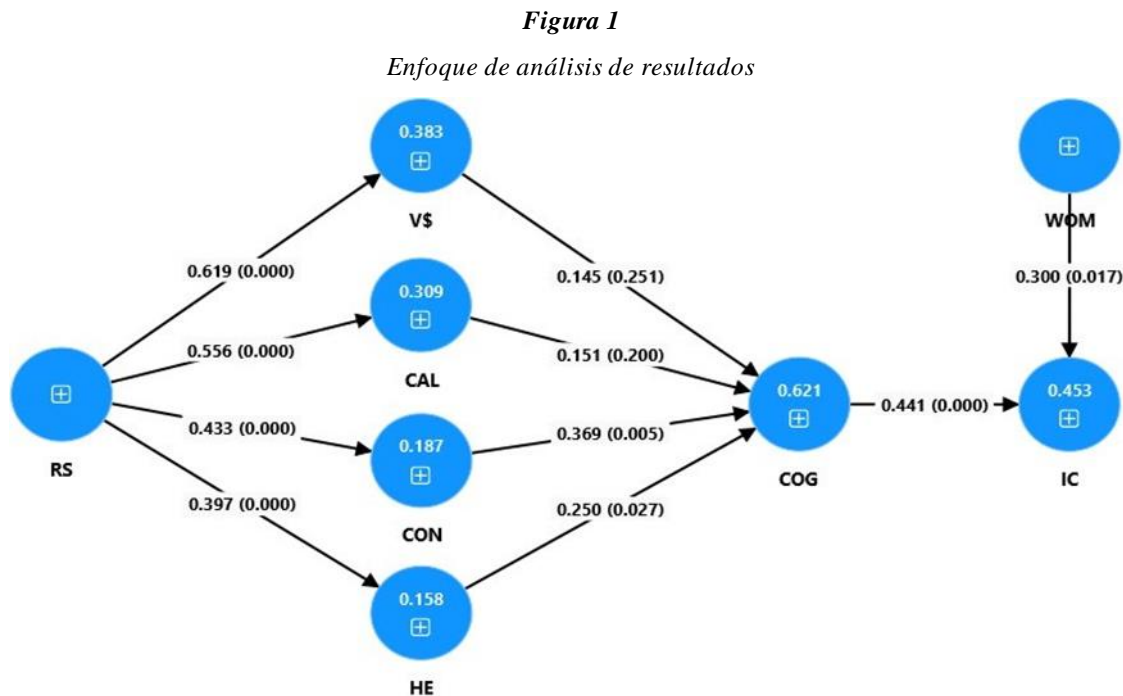 Figura 1
Enfoque de análisis de resultados
0.383
V$
WOM
0.619 (0.000)
0.145 (0.251)
0.300 (0.017)
0.309
CAL
0.556 (0.000)
0.151 (0.200)
RS
0.621
COG
0.441 (0.000)
0.453
IC
0.433 (0.000)
0.187
CON
0.369 (0.005)
0.397 (0.000)
0.250 (0.027)
0.158
HE